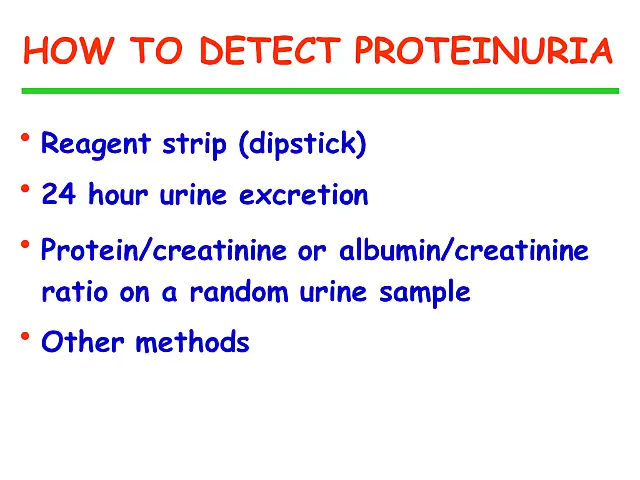 HOW TO DETECT PROTEINURIA
• Reagent strip (dipstick)
• 24 hour urine excretion
• Protein/creatinine or albumin/creatinine
ratio on a random urine sample
• Other methods